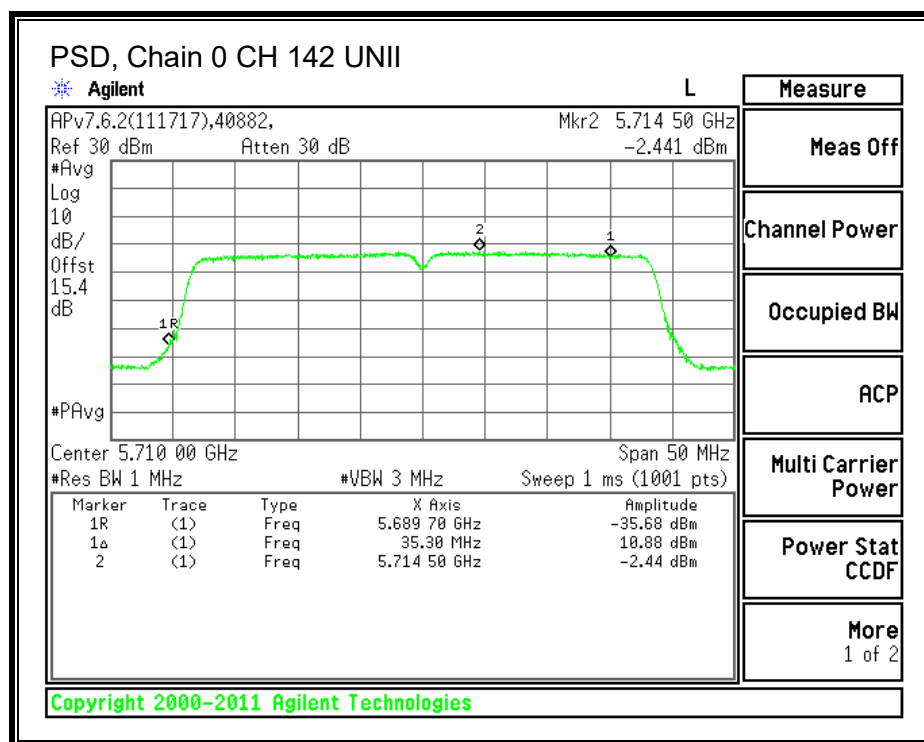 PSD, Chain 0 CH 142 UNII
Agilent
L
Measure
APv7.6.2(111717),40882,
Mkr2 5.714 50 GHz
Ref 30 dBm
Atten 30 dB
-2.441 dBm
#Avg
Log
10
dB/
Offst
15.4
dB
#PAvg
1R
2
1
Center 5.710 00 GHz
Span 50 MHz
#Res BW 1 MHz
#VBW 3 MHz
Sweep 1 ms (1001 pts)
Marker Trace Type X Axis Amplitude
1R (1) Freq 5.689 70 GHz -35.68 dBm
1Δ (1) Freq 35.30 MHz 10.88 dBm
2 (1) Freq 5.714 50 GHz -2.44 dBm
Meas Off
Channel Power
Occupied BW
ACP
Multi Carrier
Power
Power Stat
CCDF
More
1 of 2
Copyright 2000-2011 Agilent Technologies